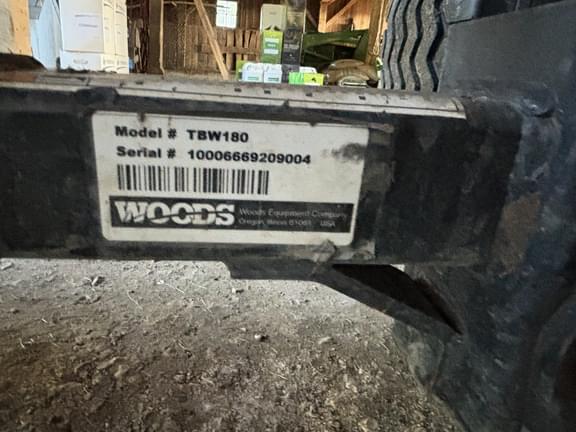 Model # TBW180
Serial # 10006669209004
WOODS
Woods Equipment Company
Oregon, Illinois 61061 USA